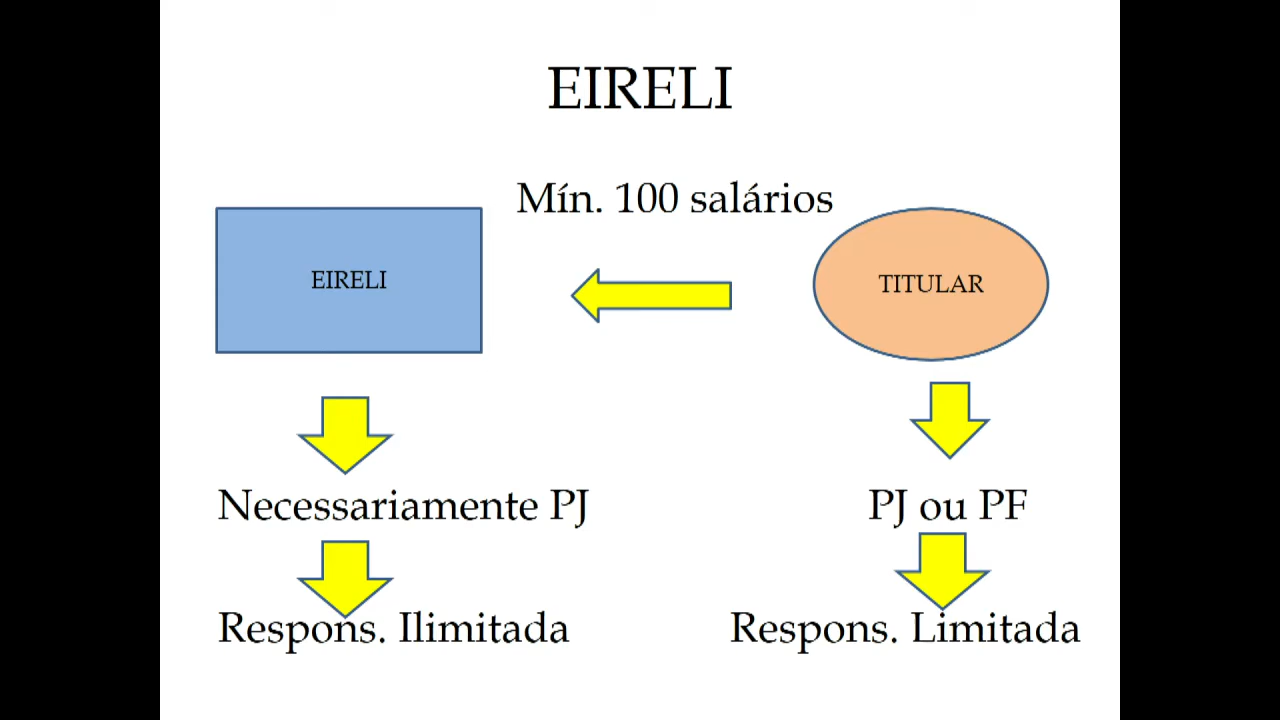 EIRELI
Mín. 100 salários
EIRELI
TITULAR
Necessariamente PJ
PJ ou PF
Respons. Ilimitada
Respons. Limitada